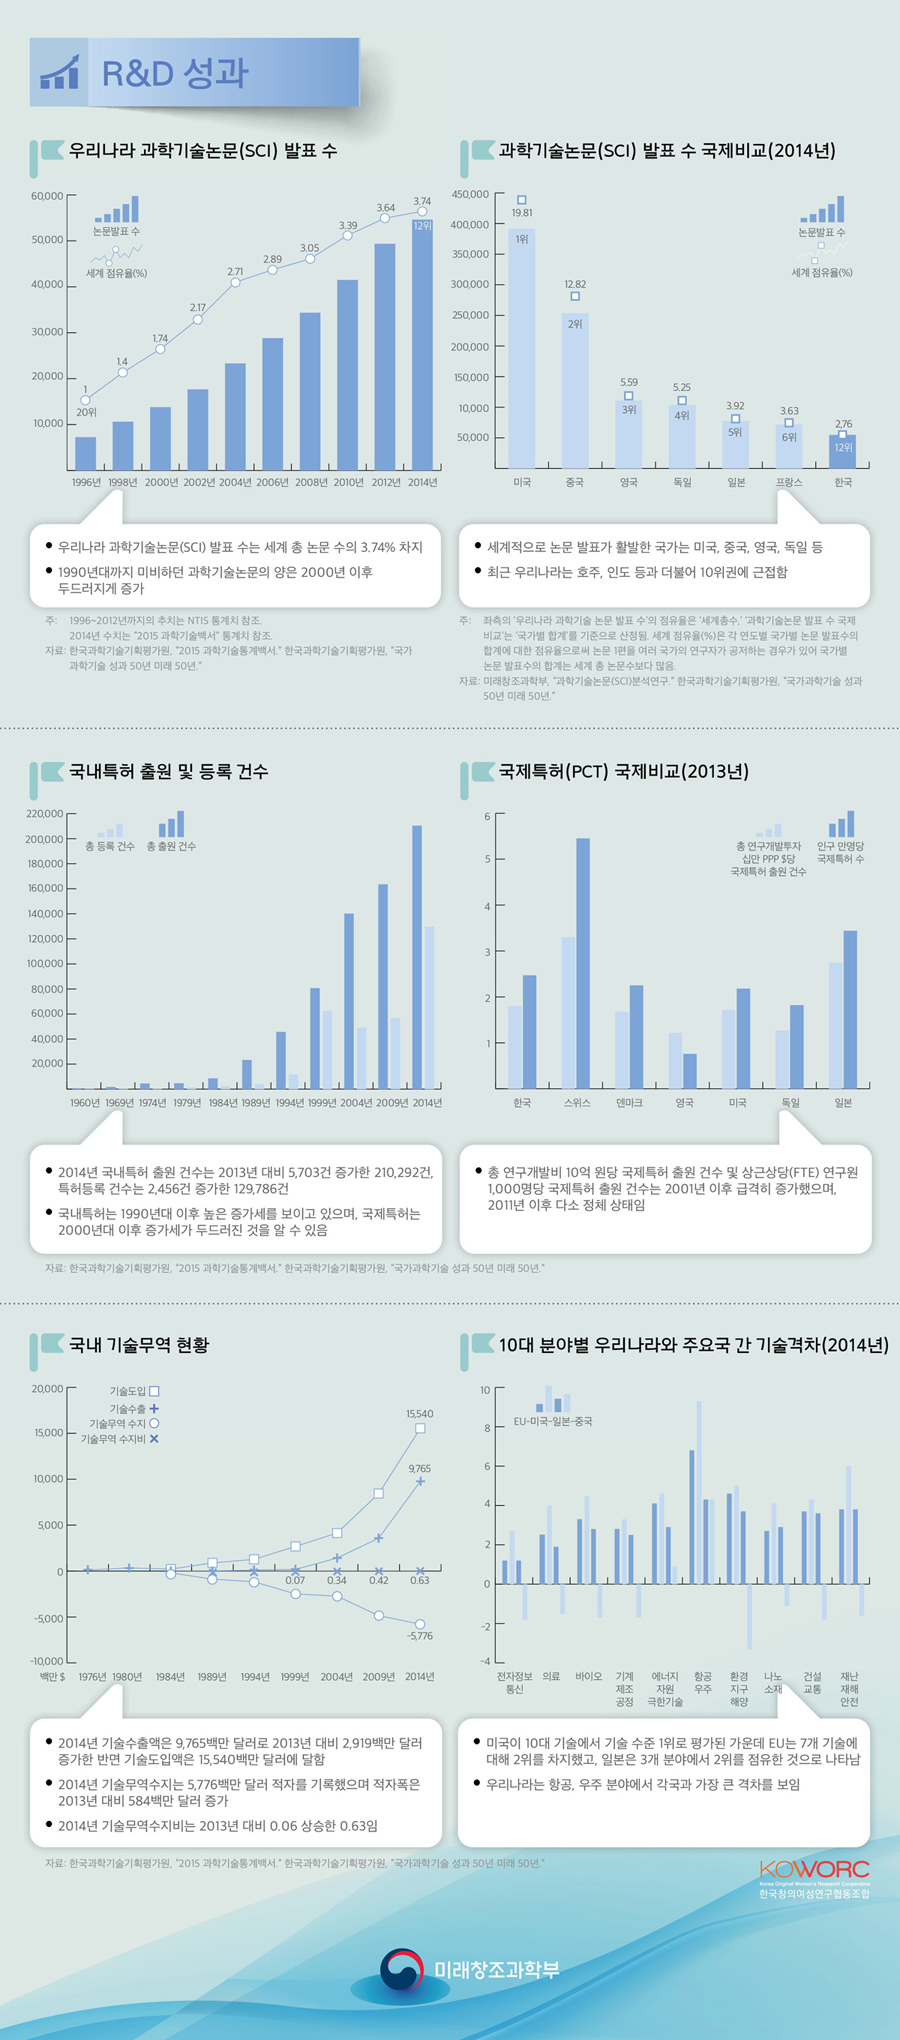 R&D 성과
우리나라 과학기술논문(SCI) 발표 수
60,000
50,000
40,000
30,000
20,000
10,000
논문발표 수
세계 점유율(%)
1
1.4
1.74
2.17
2.71
2.89
3.05
3.39
3.64
3.74
20위
12위
1996년 1998년 2000년 2002년 2004년 2006년 2008년 2010년 2012년 2014년
우리나라 과학기술논문(SCI) 발표 수는 세계 총 논문 수의 3.74% 차지
1990년대까지 미비하던 과학기술논문의 양은 2000년 이후
두드러지게 증가
주: 1996~2012년까지의 추치는 NTIS 통계치 참조.
2014년 수치는 "2015 과학기술백서" 통계치 참조.
자료: 한국과학기술기획평가원, "2015 과학기술통계백서." 한국과학기술기획평가원, "국가
과학기술 성과 50년 미래 50년."
과학기술논문(SCI) 발표 수 국제비교(2014년)
450,000
400,000
350,000
300,000
250,000
200,000
150,000
10,000
50,000
논문발표 수
세계 점유율(%)
19.81
1위
12.82
2위
5.59
3위
5.25
4위
3.92
5위
3.63
6위
2.76
12위
미국 중국 영국 독일 일본 프랑스 한국
세계적으로 논문 발표가 활발한 국가는 미국, 중국, 영국, 독일 등
최근 우리나라는 호주, 인도 등과 더불어 10위권에 근접함
주: 좌측의 '우리나라 과학기술 논문 발표 수'의 점유율은 '세계총수,' '과학기술논문 발표 수 국제
비교'는 '국가별 합계'를 기준으로 산정됨. 세계 점유율(%)은 각 연도별 국가별 논문 발표수의
합계에 대한 점유율으로써 논문 1편을 여러 국가의 연구자가 공저하는 경우가 있어 국가별
논문 발표수의 합계는 세계 총 논문수보다 많음.
자료: 미래창조과학부, "과학기술논문(SCI)분석연구." 한국과학기술기획평가원, "국가과학기술 성과
50년 미래 50년."
국내특허 출원 및 등록 건수
220,000
200,000
180,000
160,000
140,000
120,000
100,000
80,000
60,000
40,000
20,000
총 등록 건수
총 출원 건수
1960년 1969년 1974년 1979년 1984년 1989년 1994년 1999년 2004년 2009년 2014년
2014년 국내특허 출원 건수는 2013년 대비 5,703건 증가한 210,292건,
특허등록 건수는 2,456건 증가한 129,786건
국내특허는 1990년대 이후 높은 증가세를 보이고 있으며, 국제특허는
2000년대 이후 증가세가 두드러진 것을 알 수 있음
자료: 한국과학기술기획평가원, "2015 과학기술통계백서." 한국과학기술기획평가원, "국가과학기술 성과 50년 미래 50년."
국제특허(PCT) 국제비교(2013년)
6
5
4
3
2
1
총 연구개발투자
십만 PPP $당
국제특허 출원 건수
인구 만명당
국제특허 수
한국 스위스 덴마크 영국 미국 독일 일본
총 연구개발비 10억 원당 국제특허 출원 건수 및 상근상당(FTE) 연구원
1,000명당 국제특허 출원 건수는 2001년 이후 급격히 증가했으며,
2011년 이후 다소 정체 상태임
국내 기술무역 현황
20,000
15,000
10,000
5,000
0
-5,000
-10,000
기술도입
기술수출
기술무역 수지
기술무역 수지비
15,540
9,765
0.07
0.34
0.42
0.63
-5,776
백만 $ 1976년 1980년 1984년 1989년 1994년 1999년 2004년 2009년 2014년
2014년 기술수출액은 9,765백만 달러로 2013년 대비 2,919백만 달러
증가한 반면 기술도입액은 15,540백만 달러에 달함
2014년 기술무역수지는 5,776백만 달러 적자를 기록했으며 적자폭은
2013년 대비 584백만 달러 증가
2014년 기술무역수지비는 2013년 대비 0.06 상승한 0.63임
자료: 한국과학기술기획평가원, "2015 과학기술통계백서." 한국과학기술기획평가원, "국가과학기술 성과 50년 미래 50년."
10대 분야별 우리나라와 주요국 간 기술격차(2014년)
10
8
6
4
2
0
-2
-4
EU-미국-일본-중국
전자정보
통신
의료
바이오
기계
제조
공정
에너지
자원
극한기술
항공
우주
환경
지구
해양
나노
소재
건설
교통
재난
재해
안전
미국이 10대 기술에서 기술 수준 1위로 평가된 가운데 EU는 7개 기술에
대해 2위를 차지했고, 일본은 3개 분야에서 2위를 점유한 것으로 나타남
우리나라는 항공, 우주 분야에서 각국과 가장 큰 격차를 보임
KOWORC
Korea Original Women's Research Cooperative
한국창의여성연구협동조합
미래창조과학부